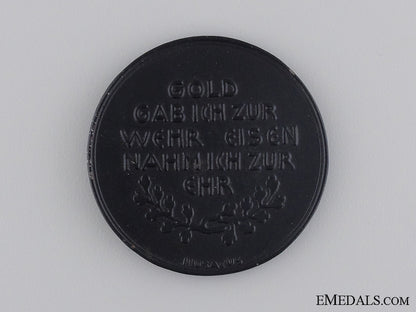 GOLD
GAB ICH ZUR
WEHR EISEN
NAHM ICH ZUR
EHR
EMEDALS.COM